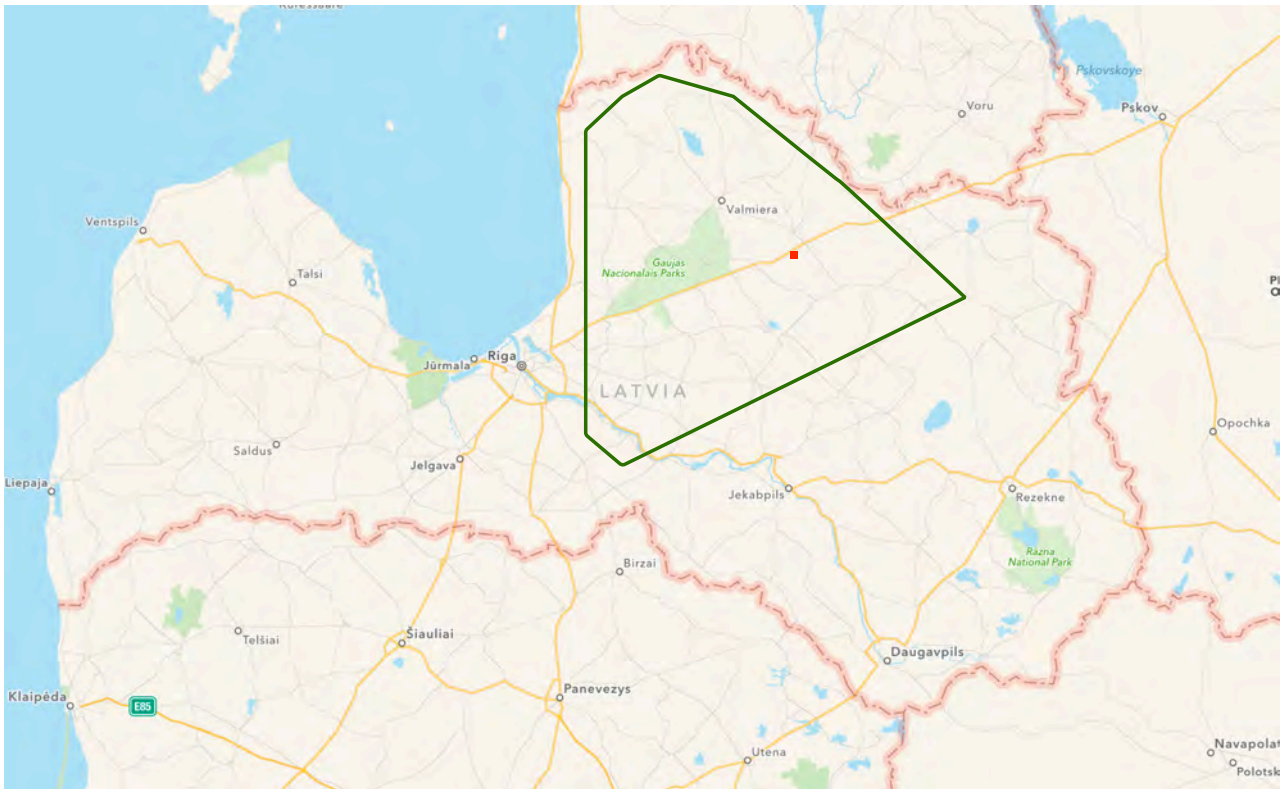 Pskovskoye
Pskov
Voru
Ventspils
Valmiera
Talsi
Gaujas
Nacionalais Parks
Jūrmala
Riga
LATVIA
Saldus
Jelgava
Opochka
Liepaja
Jekabpils
Rezekne
Razna
National Park
Birzai
Telšiai
Šiauliai
Daugavpils
Klaipėda
E85
Panevezys
Utena
Navapolat
Polotsk